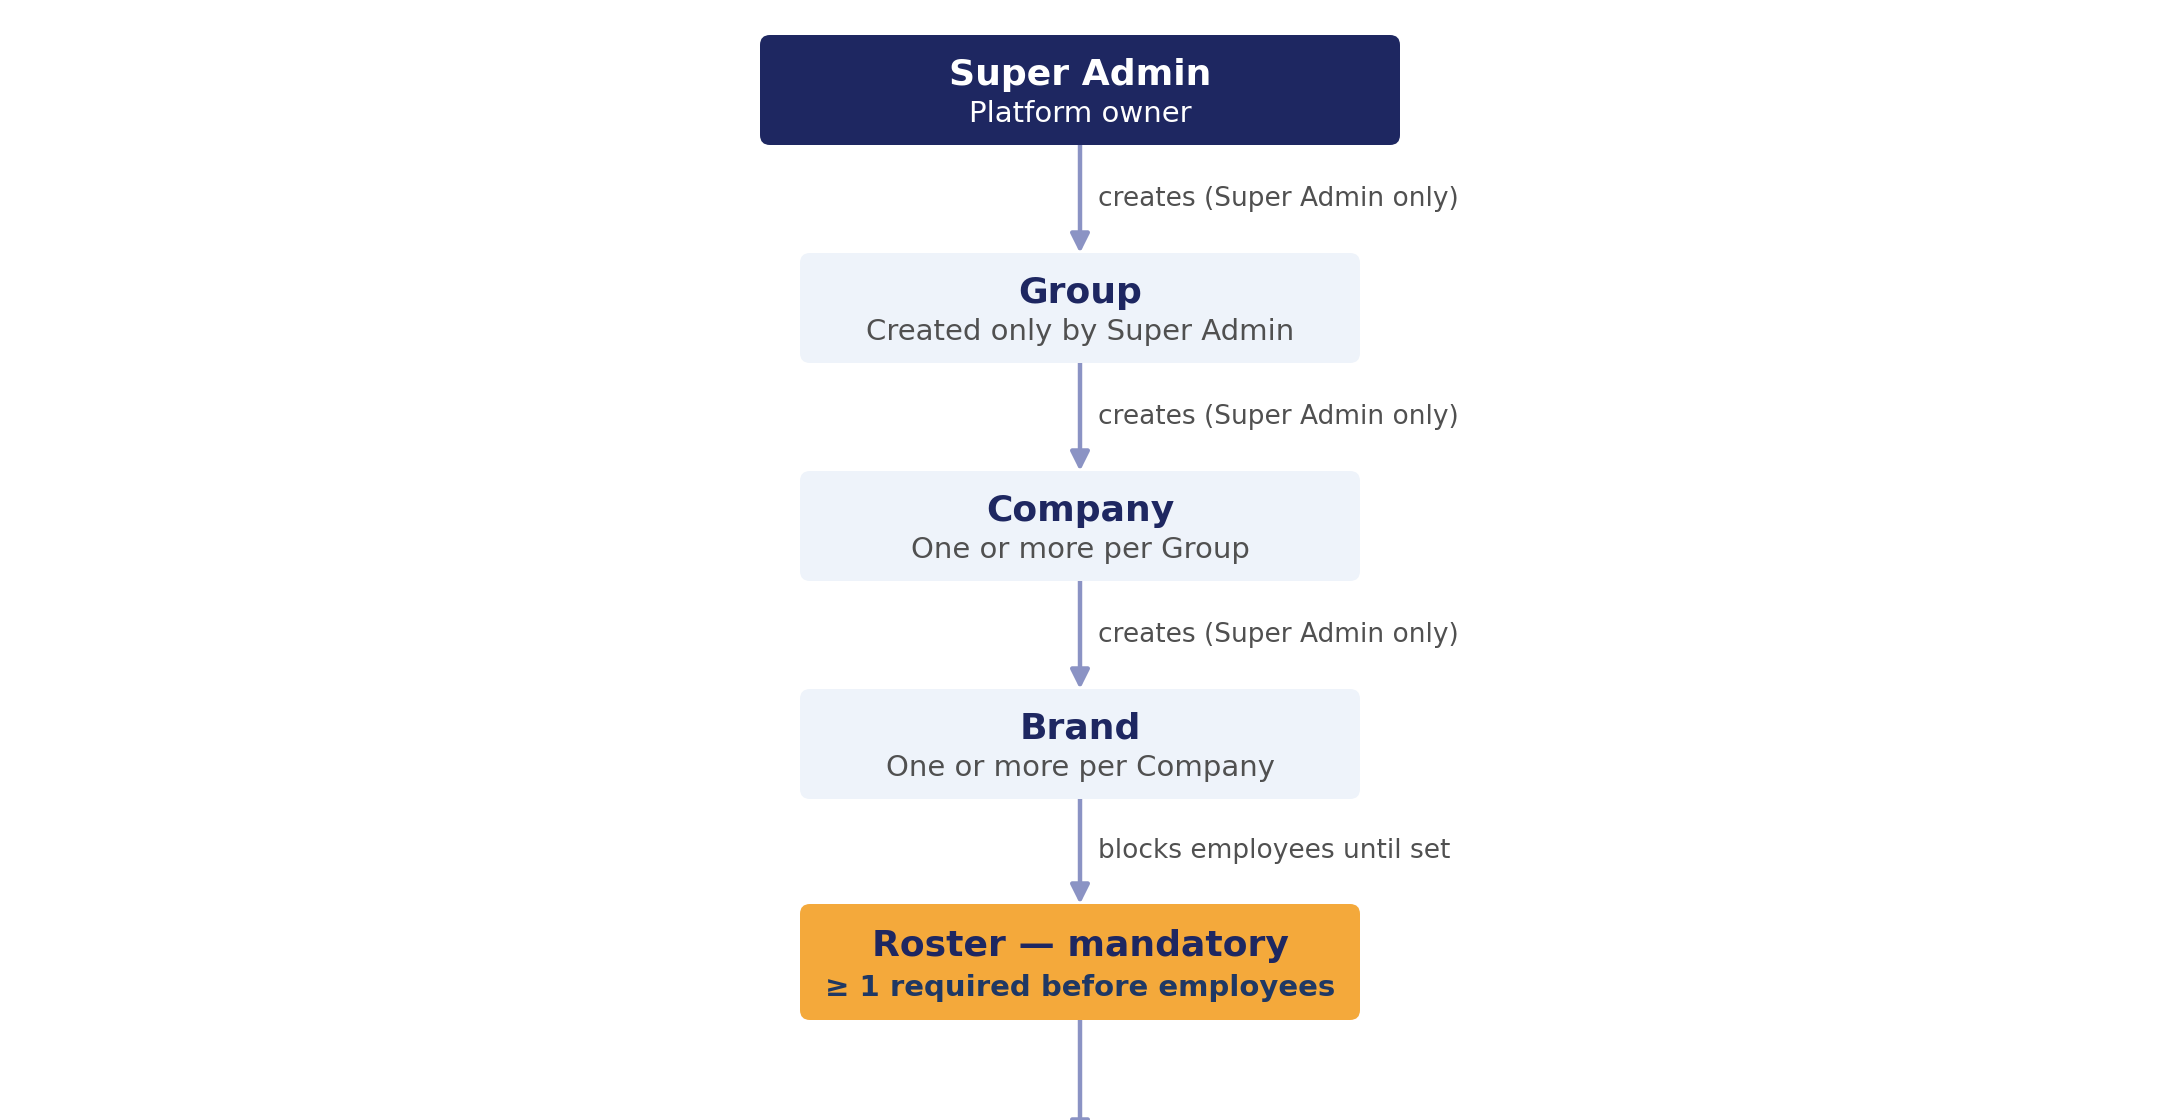 Super Admin
Platform owner
creates (Super Admin only)
Group
Created only by Super Admin
creates (Super Admin only)
Company
One or more per Group
creates (Super Admin only)
Brand
One or more per Company
blocks employees until set
Roster — mandatory
≥ 1 required before employees